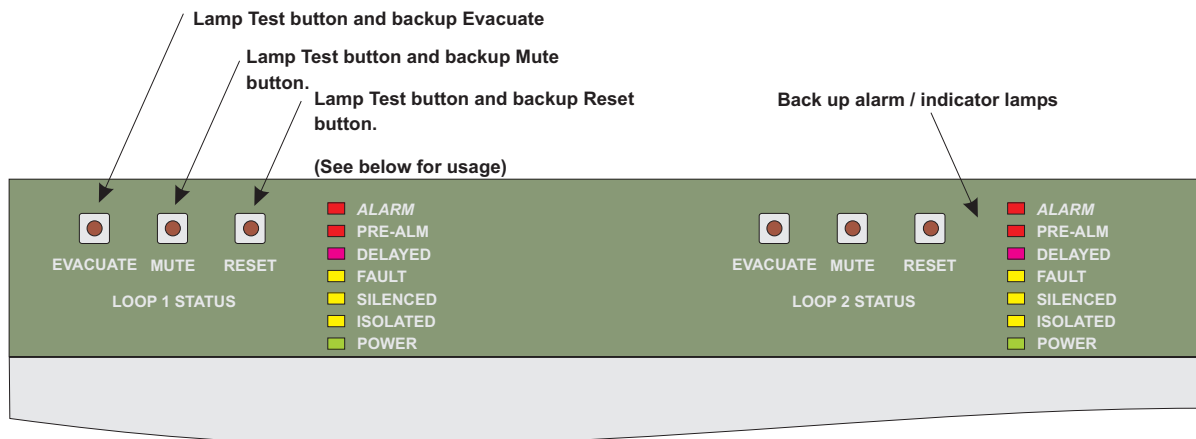 Lamp Test button and backup Evacuate
Lamp Test button and backup Mute
button.
Lamp Test button and backup Reset
button.
(See below for usage)
Back up alarm / indicator lamps
EVACUATE MUTE RESET
LOOP 1 STATUS
ALARM
PRE-ALM
DELAYED
FAULT
SILENCED
ISOLATED
POWER
EVACUATE MUTE RESET
LOOP 2 STATUS
ALARM
PRE-ALM
DELAYED
FAULT
SILENCED
ISOLATED
POWER